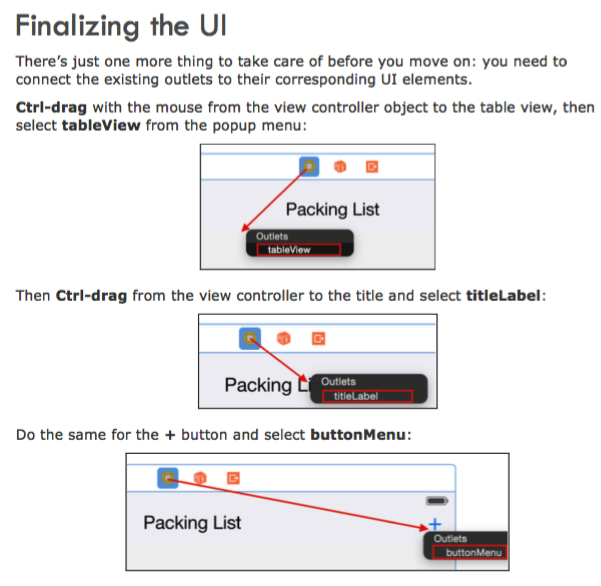 Finalizing the UI
There’s just one more thing to take care of before you move on: you need to
connect the existing outlets to their corresponding UI elements.
Ctrl-drag with the mouse from the view controller object to the table view, then
select tableView from the popup menu:
Packing List
Outlets
tableView
Then Ctrl-drag from the view controller to the title and select titleLabel:
Packing Li
Outlets
titleLabel
Do the same for the + button and select buttonMenu:
Packing List
+
Outlets
buttonMenu